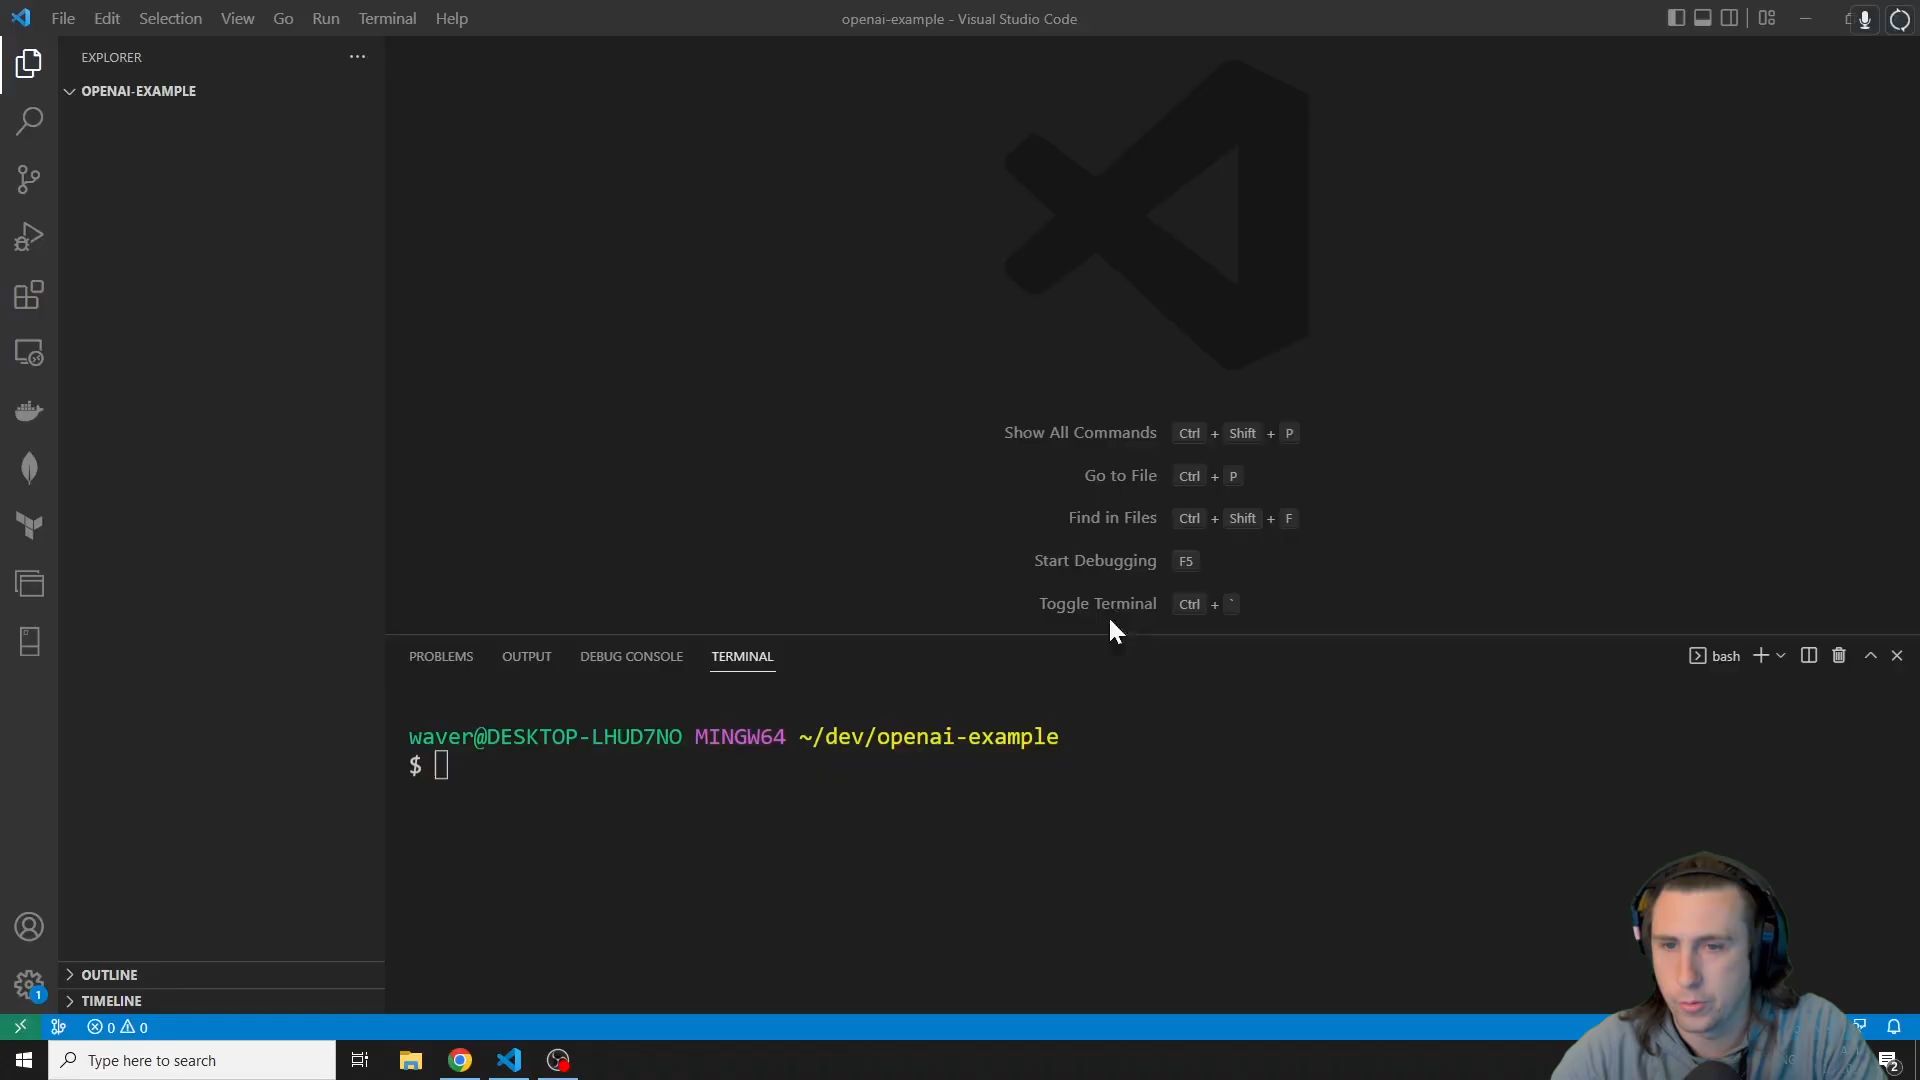 File Edit Selection View Go Run Terminal Help
openai-example - Visual Studio Code
EXPLORER
OPENAI-EXAMPLE
Show All Commands Ctrl + Shift + P
Go to File Ctrl + P
Find in Files Ctrl + Shift + F
Start Debugging F5
Toggle Terminal Ctrl + `
PROBLEMS OUTPUT DEBUG CONSOLE TERMINAL
bash
waver@DESKTOP-LHUD7NO MINGW64 ~/dev/openai-example
$
1
OUTLINE
TIMELINE
0 0
Type here to search
2